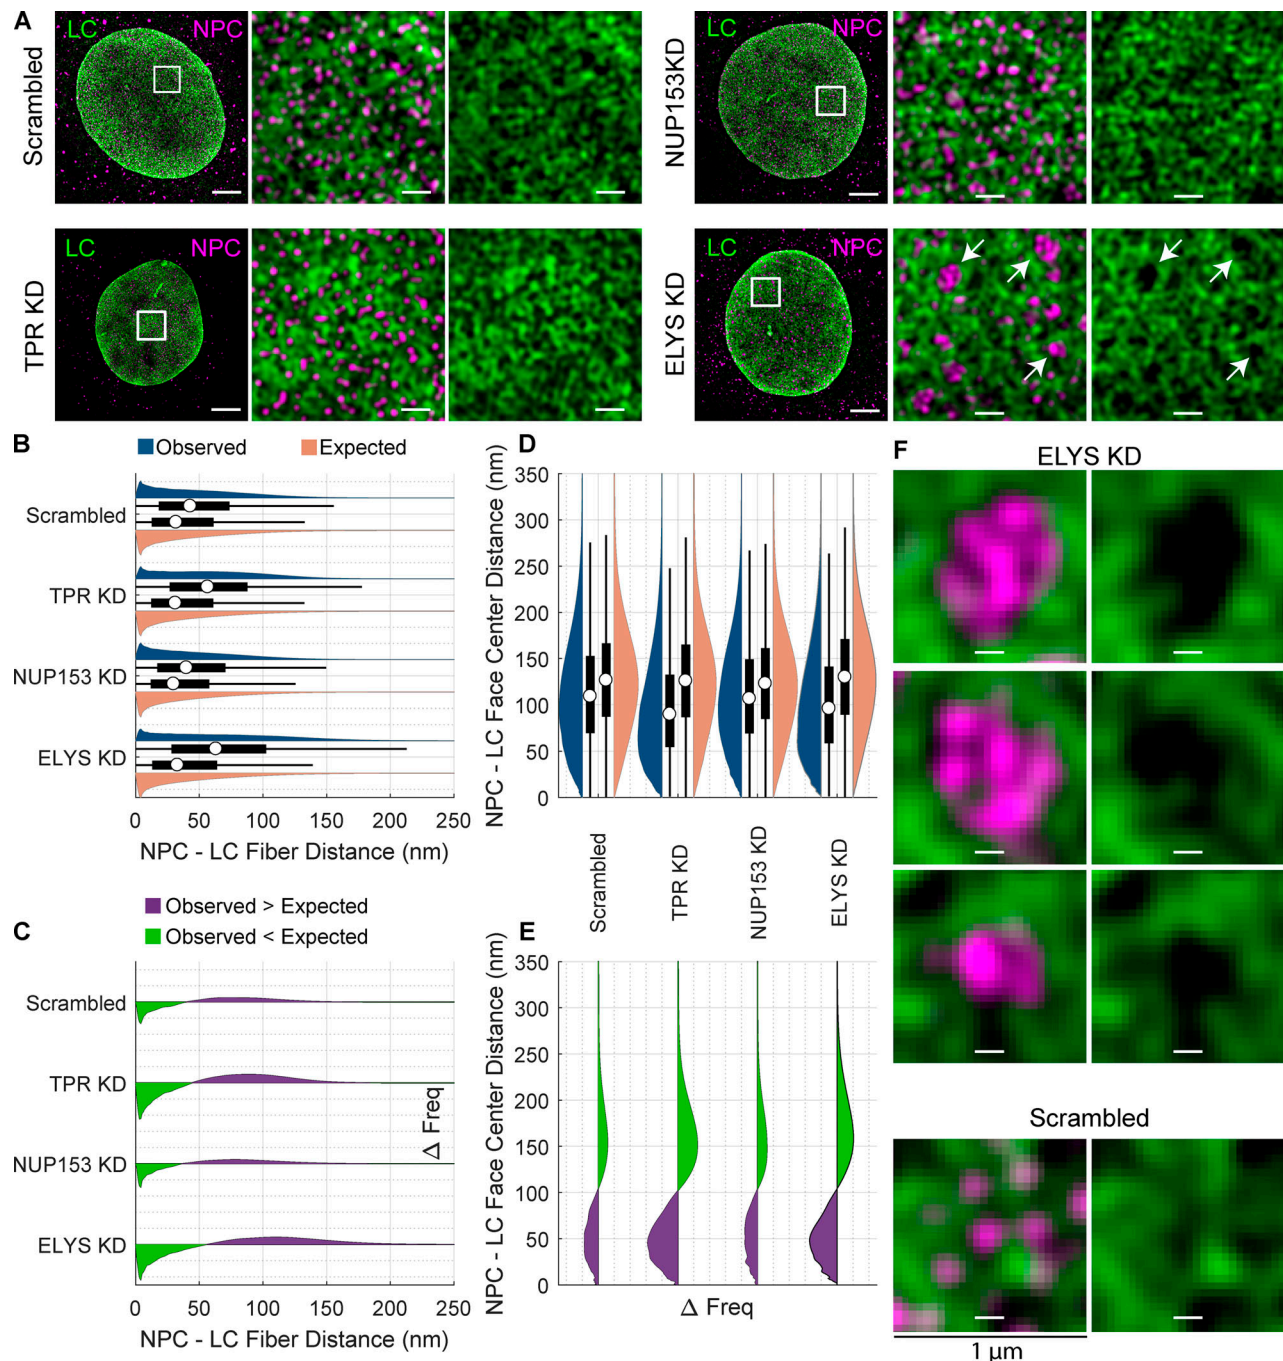 A
LC NPC
Scrambled
LC NPC
NUP153KD
LC NPC
TPR KD
LC NPC
ELYS KD
B
Observed Expected
Scrambled
TPR KD
NUP153 KD
ELYS KD
0 50 100 150 200 250
NPC - LC Fiber Distance (nm)
C
Observed > Expected
Observed < Expected
Scrambled
TPR KD
NUP153 KD
ELYS KD
Δ Freq
0 50 100 150 200 250
NPC - LC Fiber Distance (nm)
D
NPC - LC Face Center Distance (nm)
350
300
250
200
150
100
50
0
Scrambled
TPR KD
NUP153 KD
ELYS KD
E
NPC - LC Face Center Distance (nm)
350
300
250
200
150
100
50
0
Δ Freq
F
ELYS KD
Scrambled
1 µm